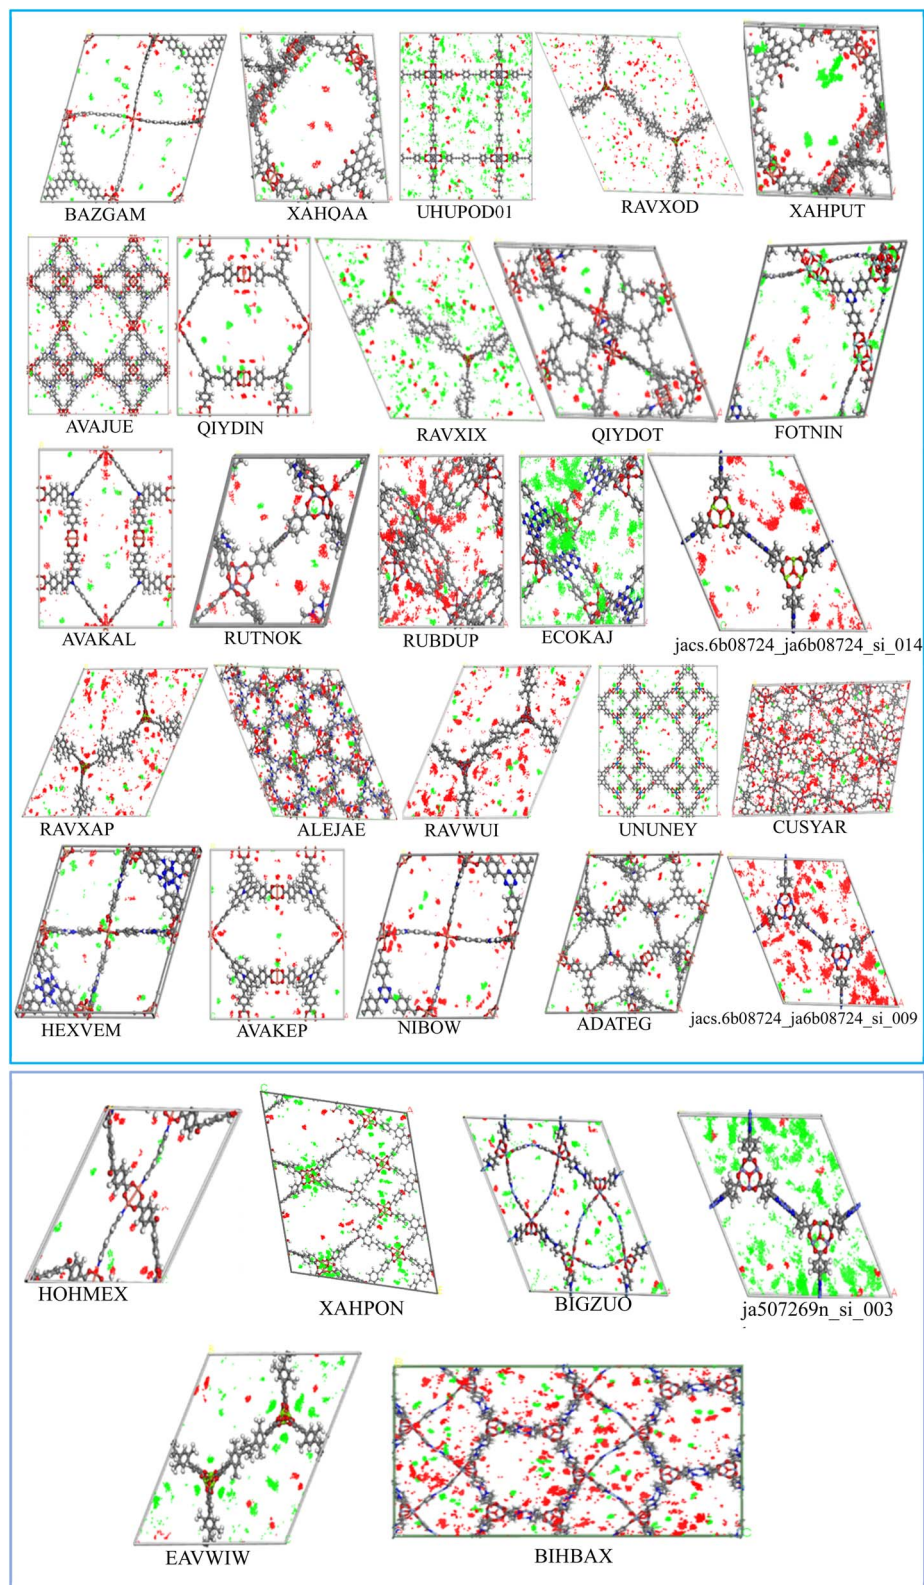 BAZGAM XAHQAA UHUPOD01 RAVXOD XAHPUT
AVAJUE QIYDIN RAVXIX QIYDOT FOTNIN
AVAKAL RUTNOK RUBDUP ECOKAJ jacs.6b08724_ja6b08724_si_014
RAVXAP ALEJAE RAVWUI UNUNEY CUSYAR
HEXVEM AVAKEP NIBOW ADATEG jacs.6b08724_ja6b08724_si_009
HOHMEX XAHPON BIGZUO ja507269n_si_003
EAVWIW BIHBAX